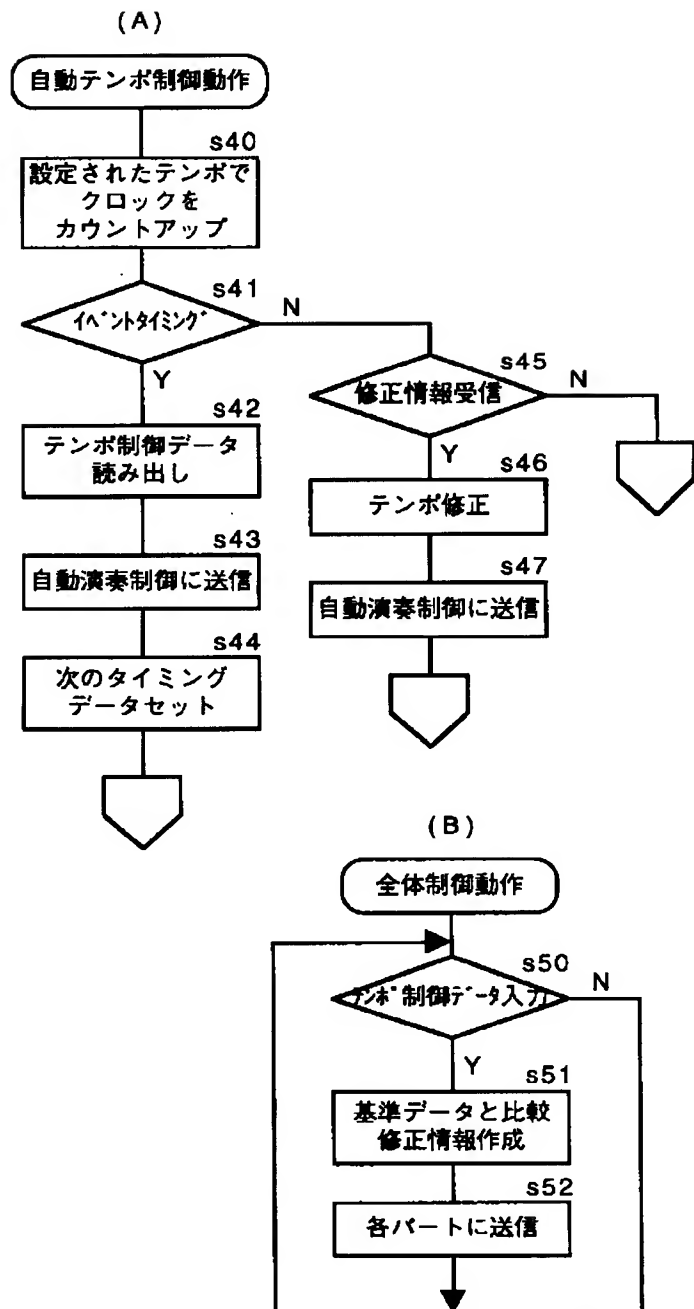 (A)
自動テンポ制御動作
s40
設定されたテンポで
クロックを
カウントアップ
s41
イベントタイミング
N
Y
s45
修正情報受信
N
Y
s42
テンポ制御データ
読み出し
s46
テンポ修正
s43
自動演奏制御に送信
s47
自動演奏制御に送信
s44
次のタイミング
データセット
(B)
全体制御動作
s50
テンポ制御データ入力
N
Y
s51
基準データと比較
修正情報作成
s52
各パートに送信